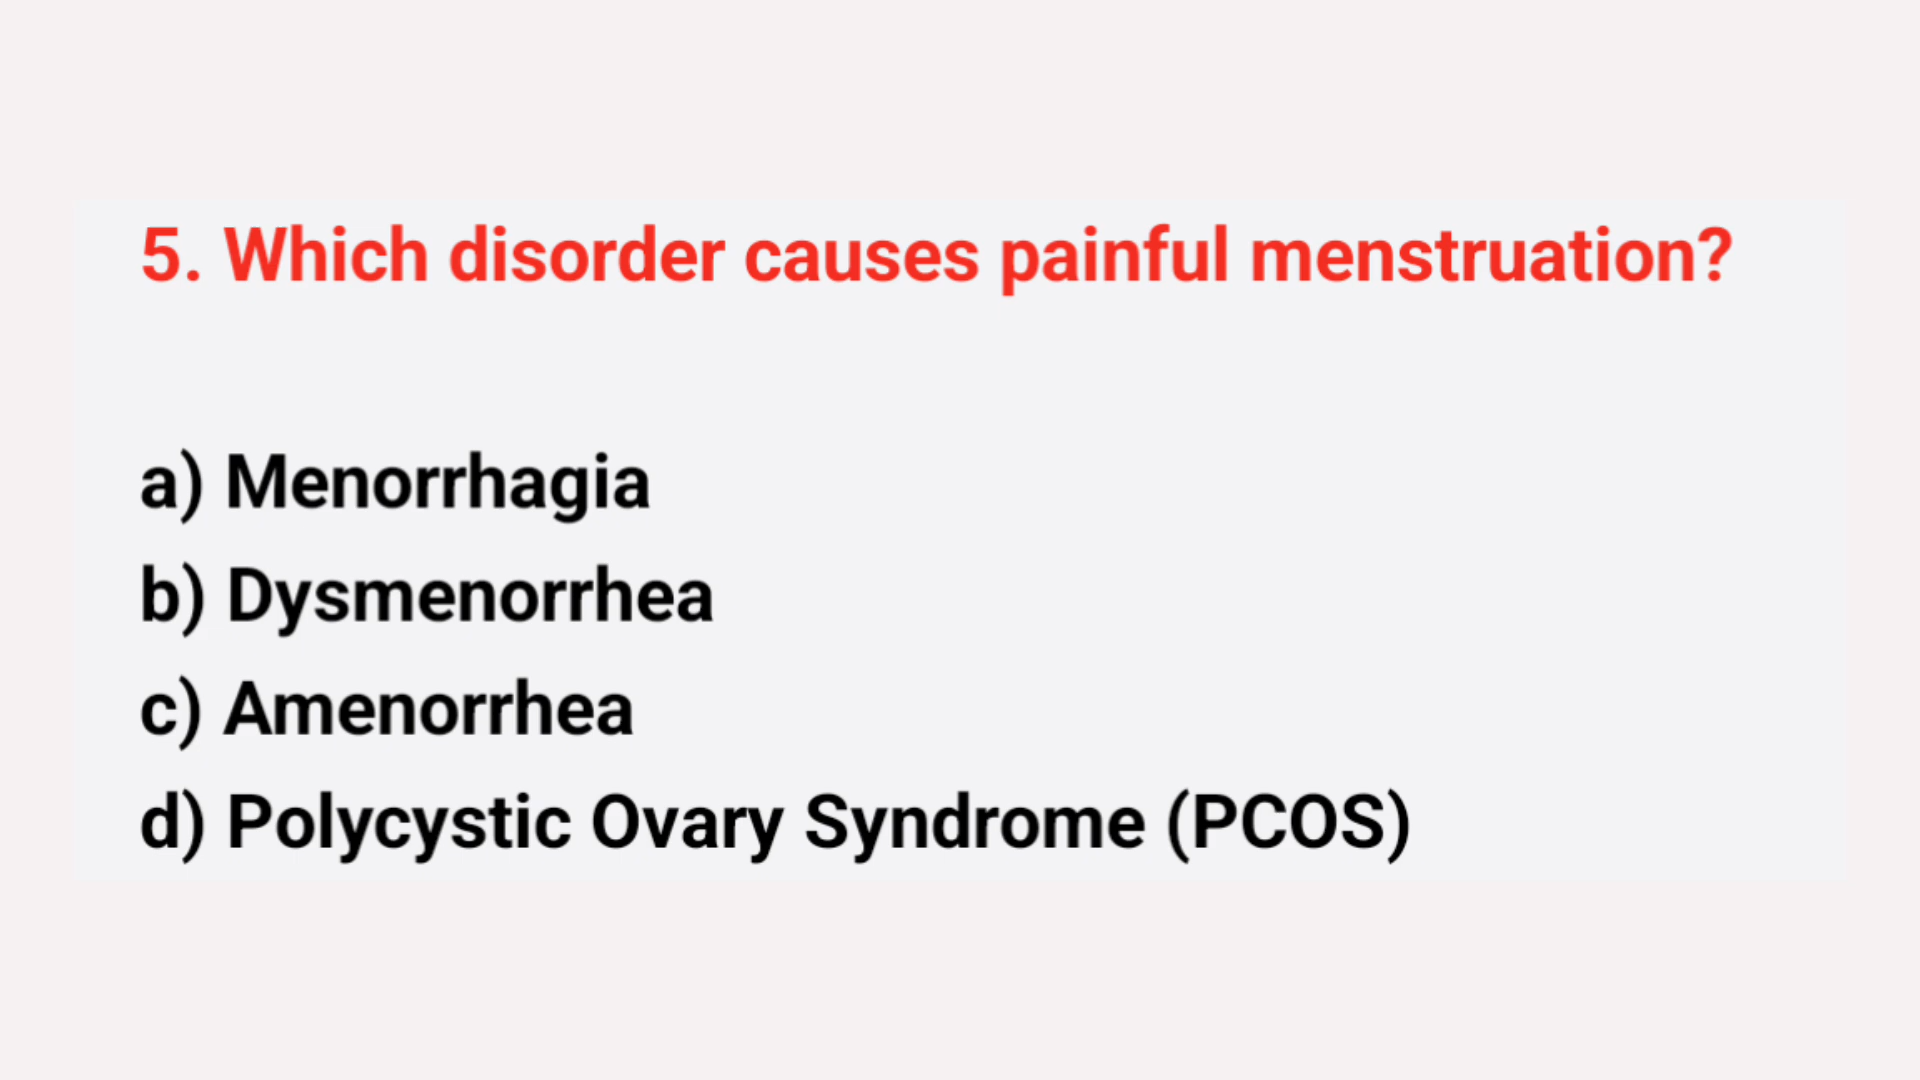 5. Which disorder causes painful menstruation?
a) Menorrhagia
b) Dysmenorrhea
c) Amenorrhea
d) Polycystic Ovary Syndrome (PCOS)